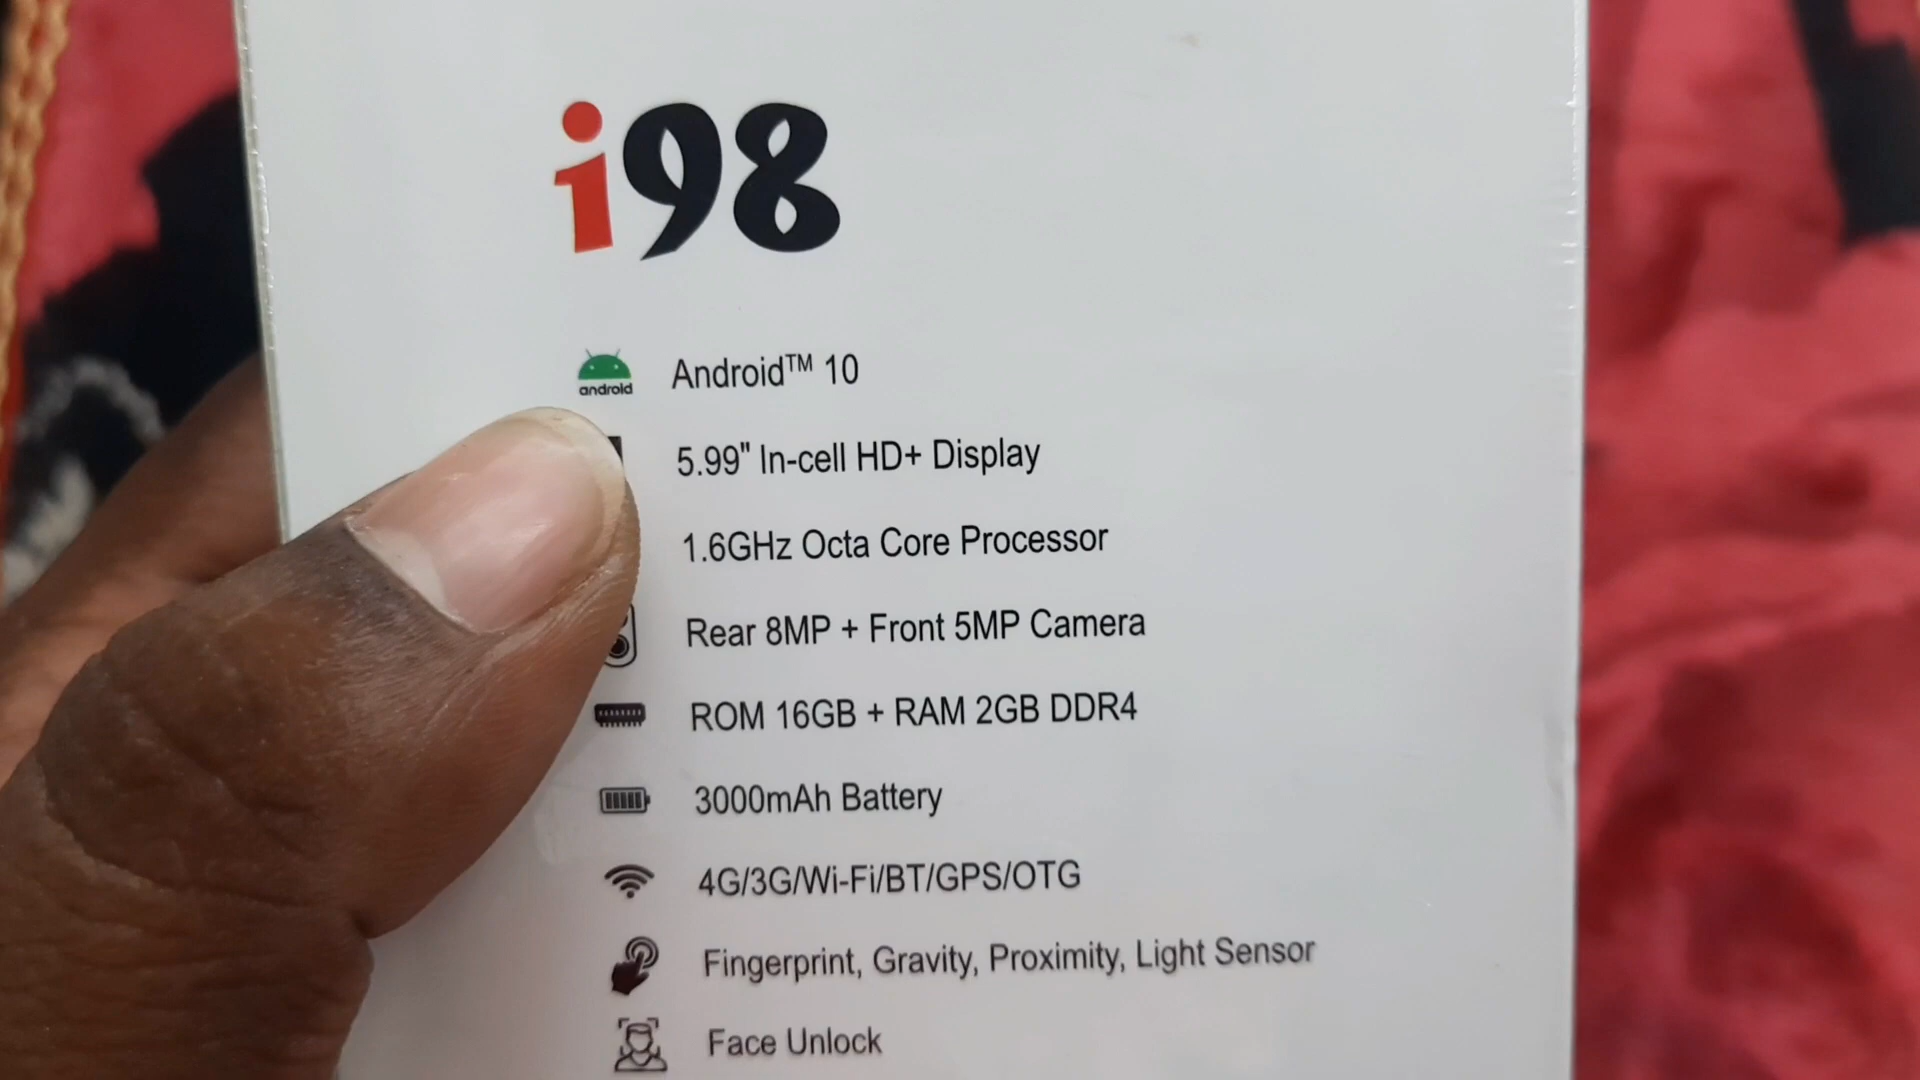 i98
android
Android™ 10
5.99" In-cell HD+ Display
1.6GHz Octa Core Processor
Rear 8MP + Front 5MP Camera
ROM 16GB + RAM 2GB DDR4
3000mAh Battery
4G/3G/Wi-Fi/BT/GPS/OTG
Fingerprint, Gravity, Proximity, Light Sensor
Face Unlock